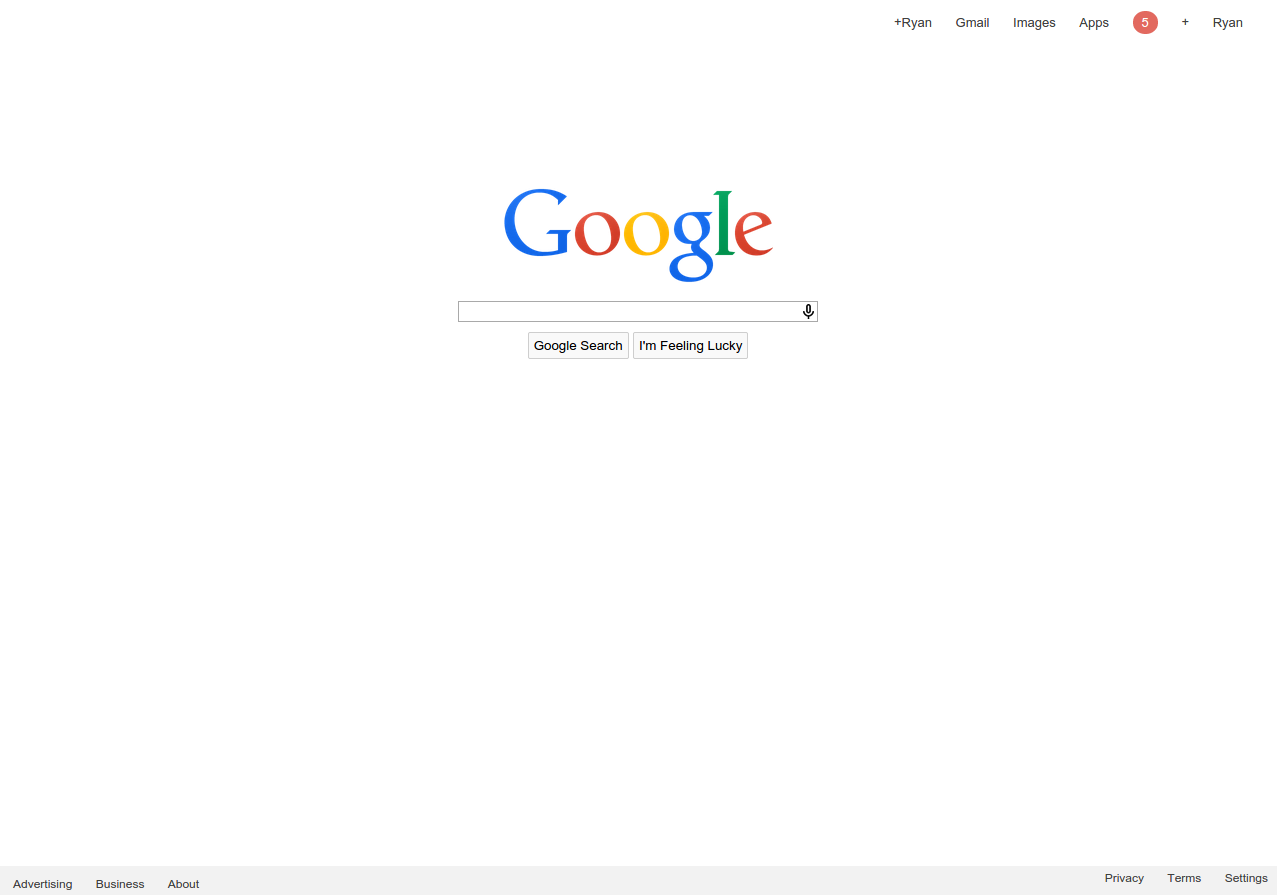 +Ryan Gmail Images Apps 5 + Ryan
Google
Google Search I'm Feeling Lucky
Advertising Business About Privacy Terms Settings